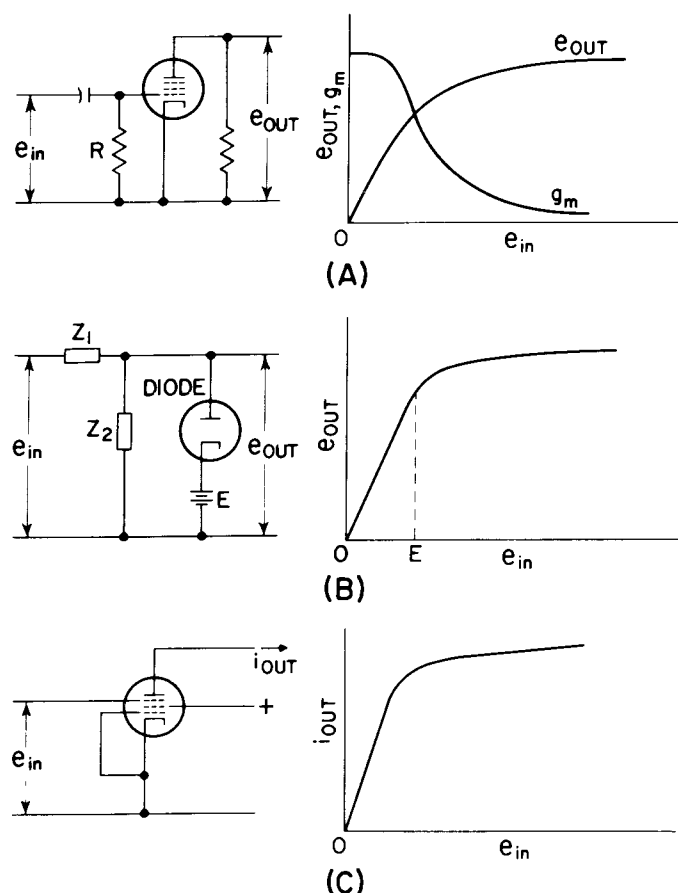 e_in
R
e_OUT
e_OUT, g_m
e_OUT
g_m
O
e_in
(A)
Z_1
DIODE
Z_2
e_in
E
e_OUT
e_OUT
O
E
e_in
(B)
i_OUT
e_in
+
i_OUT
O
e_in
(C)